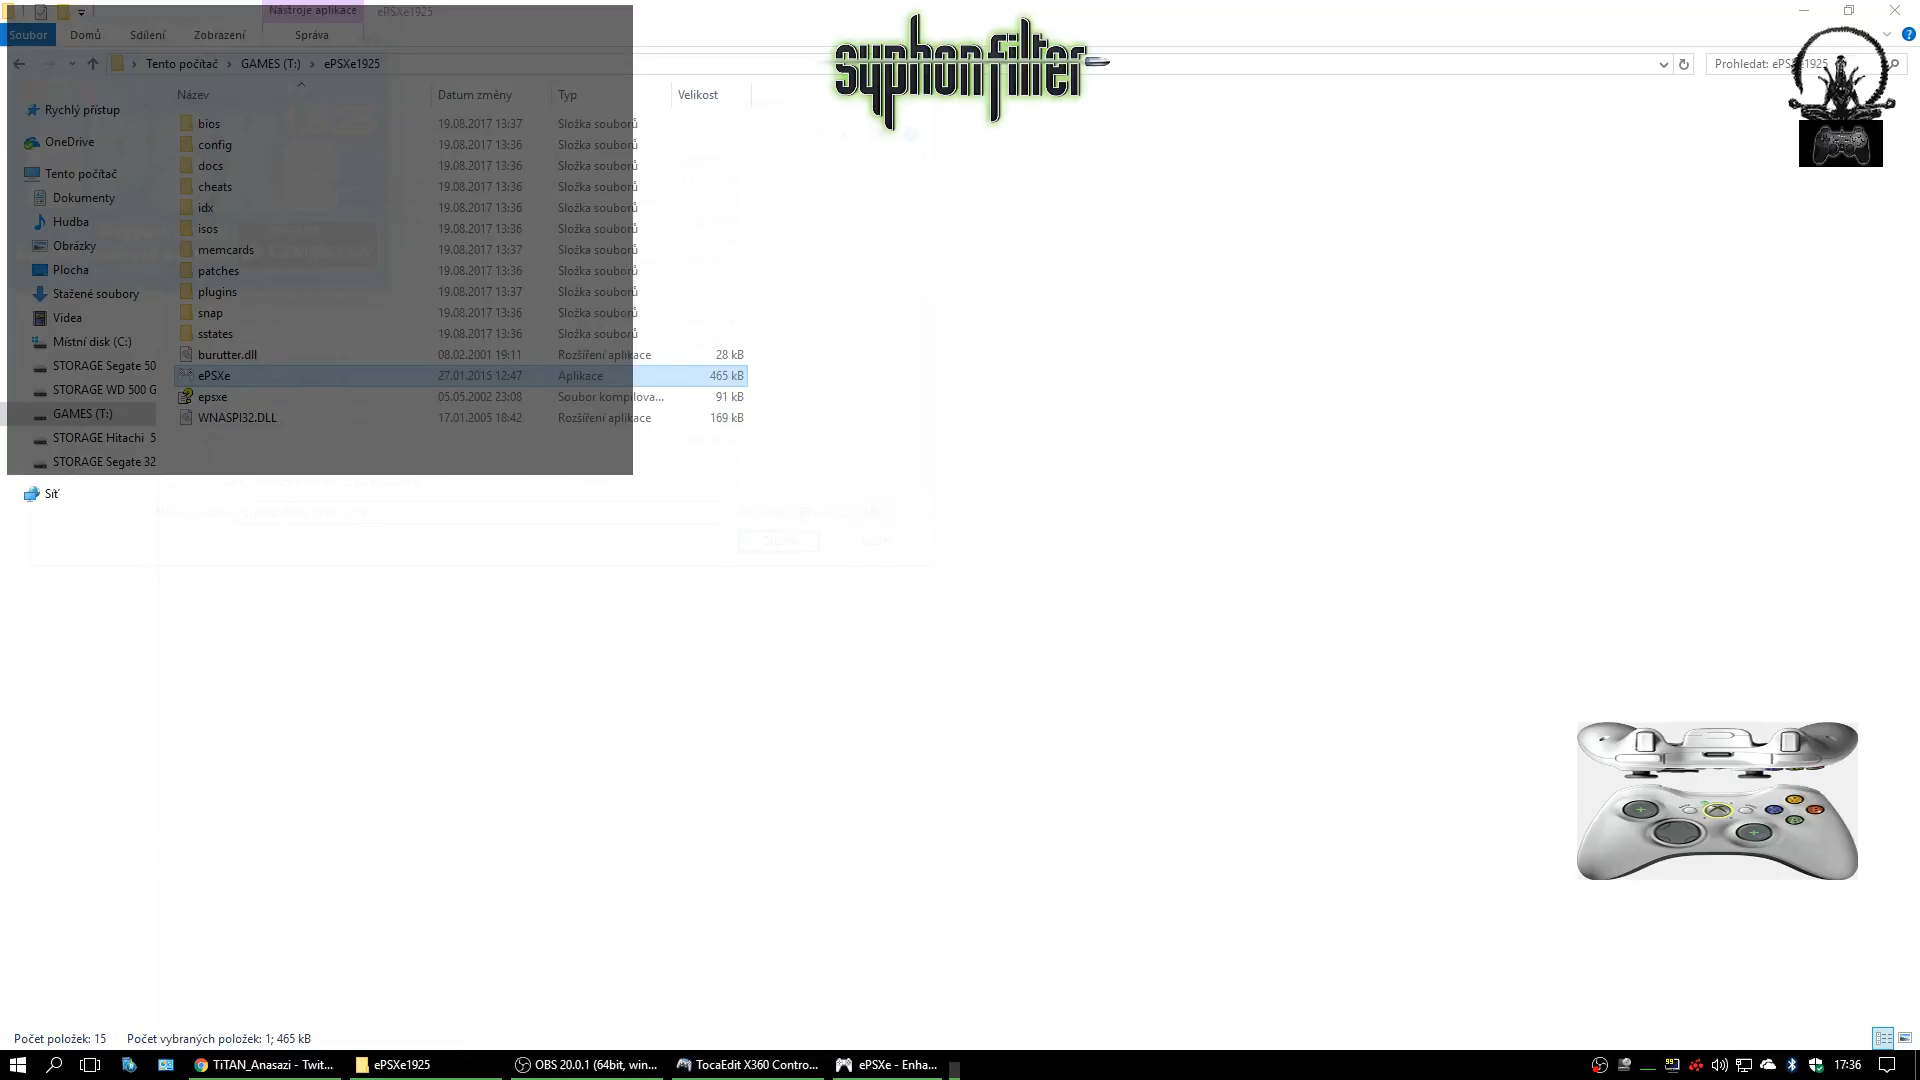 Nástroje aplikace
ePSXe1925
Soubor
Domů
Sdílení
Zobrazení
Správa
Tento počítač
GAMES (T:)
ePSXe1925
Prohledat: ePSXe1925
syphon filter
Název
Datum změny
Typ
Velikost
Rychlý přístup
OneDrive
Tento počítač
Dokumenty
Hudba
Obrázky
Plocha
Stažené soubory
Videa
Místní disk (C:)
STORAGE Segate 50
STORAGE WD 500 G
GAMES (T:)
STORAGE Hitachi 5
STORAGE Segate 32
Síť
bios 19.08.2017 13:37 Složka souborů
config 19.08.2017 13:36 Složka souborů
docs 19.08.2017 13:36 Složka souborů
cheats 19.08.2017 13:36 Složka souborů
idx 19.08.2017 13:36 Složka souborů
isos 19.08.2017 13:36 Složka souborů
memcards 19.08.2017 13:37 Složka souborů
patches 19.08.2017 13:36 Složka souborů
plugins 19.08.2017 13:37 Složka souborů
snap 19.08.2017 13:36 Složka souborů
sstates 19.08.2017 13:36 Složka souborů
burutter.dll 08.02.2001 19:11 Rozšíření aplikace 28 kB
ePSXe 27.01.2015 12:47 Aplikace 465 kB
epsxe 05.05.2002 23:08 Soubor kompilova... 91 kB
WNASPI32.DLL 17.01.2005 18:42 Rozšíření aplikace 169 kB
Počet položek: 15 Počet vybraných položek: 1; 465 kB
TiTAN_Anasazi - Twit...
ePSXe1925
OBS 20.0.1 (64bit, win...
TocaEdit X360 Contro...
ePSXe - Enha...
17:36